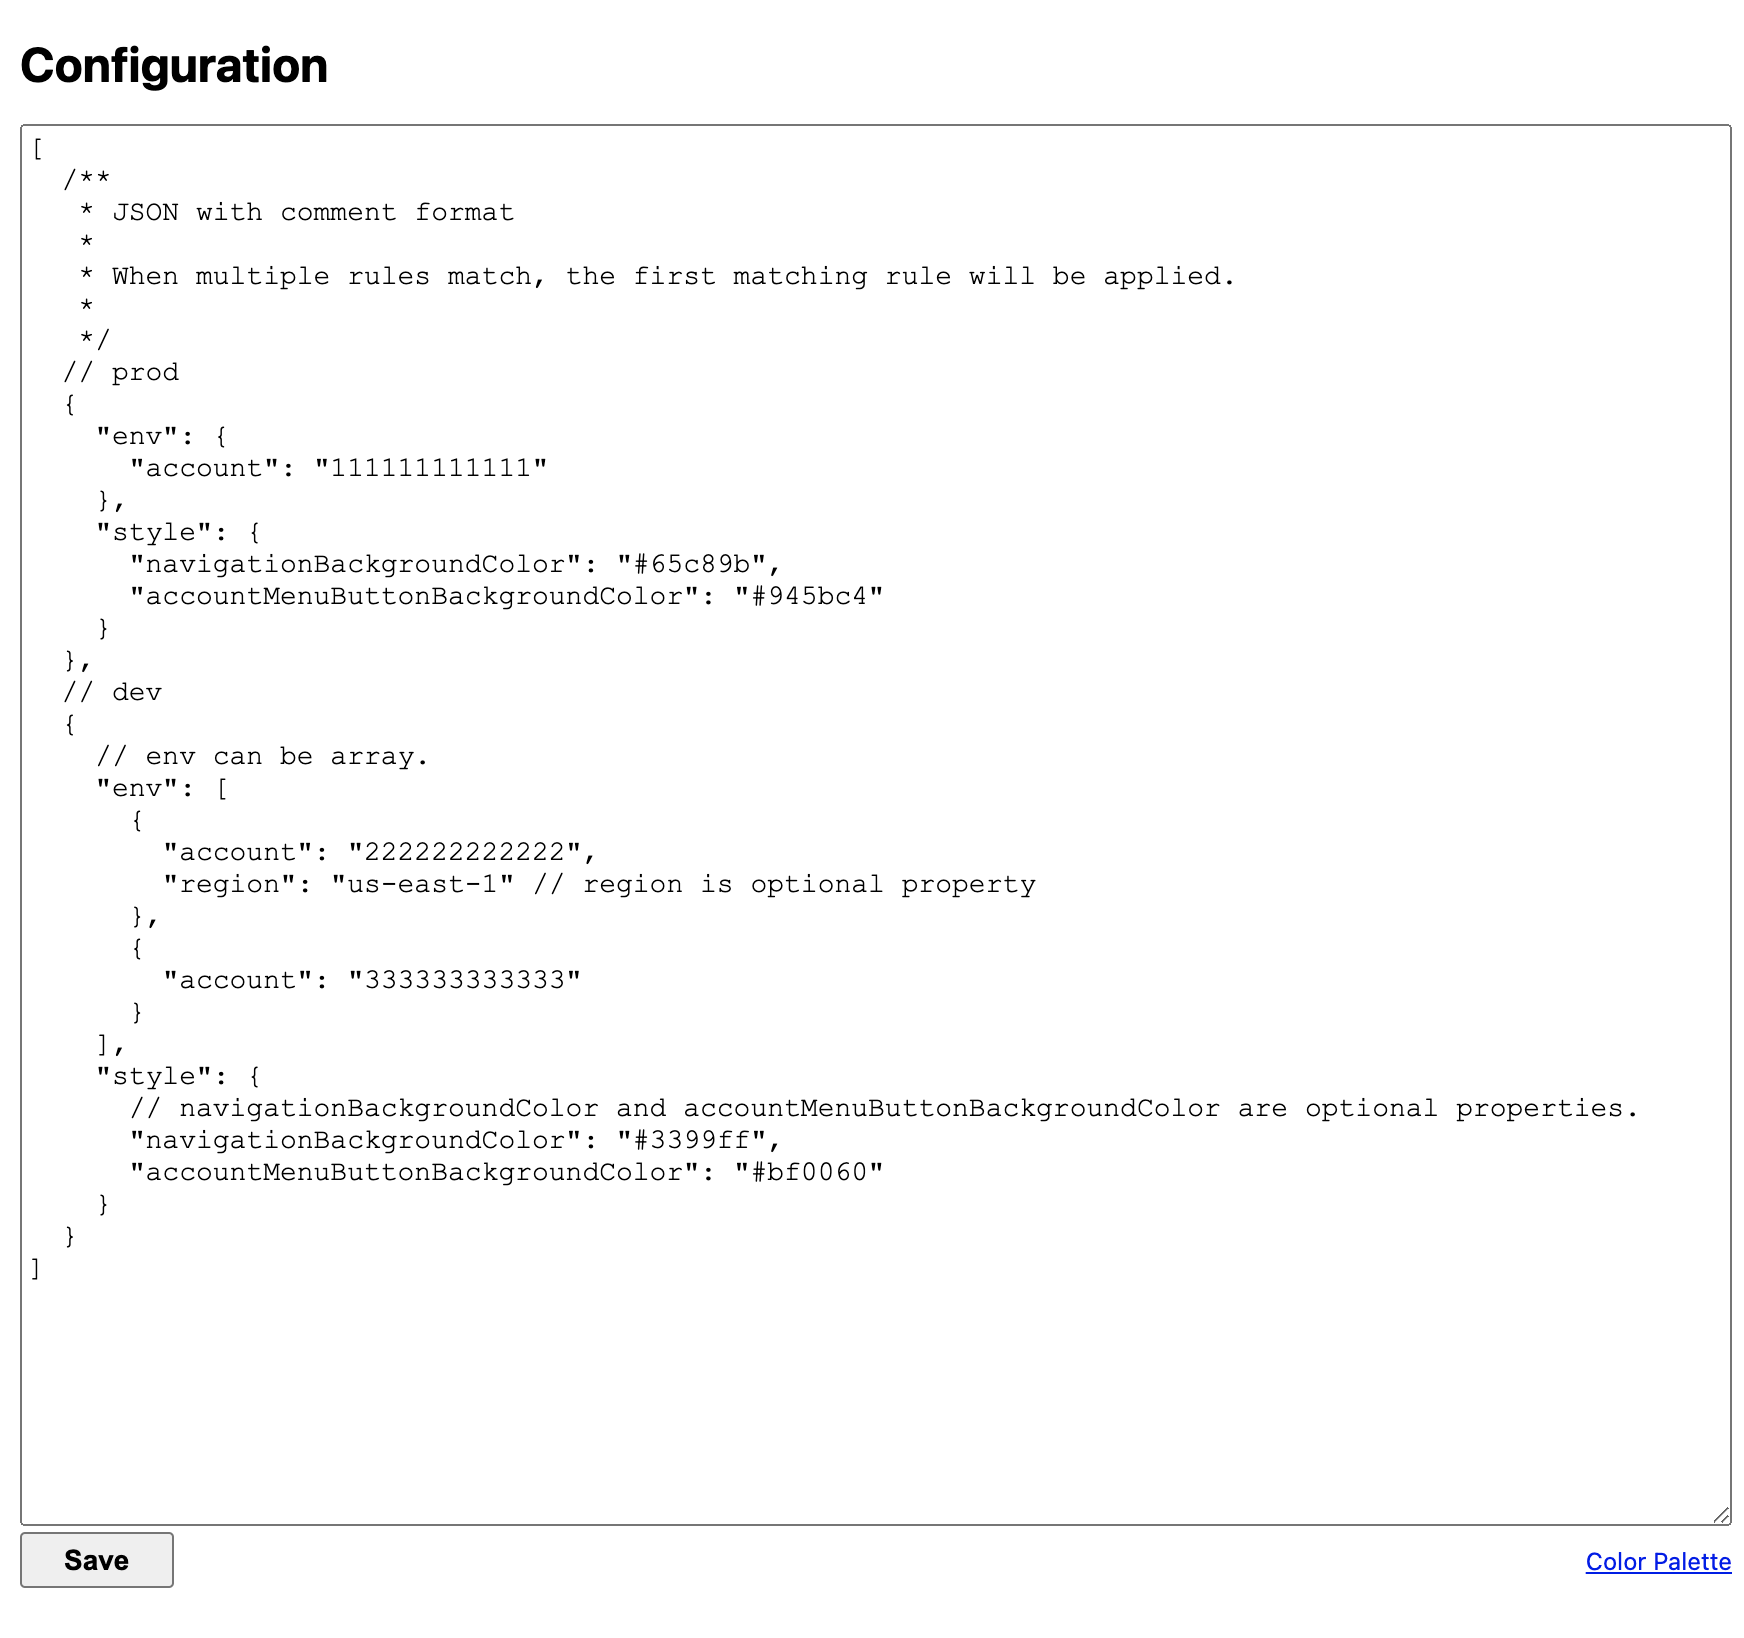 Configuration
[
  /**
   * JSON with comment format
   *
   * When multiple rules match, the first matching rule will be applied.
   *
   */
  // prod
  {
    "env": {
      "account": "111111111111"
    },
    "style": {
      "navigationBackgroundColor": "#65c89b",
      "accountMenuButtonBackgroundColor": "#945bc4"
    }
  },
  // dev
  {
    // env can be array.
    "env": [
      {
        "account": "222222222222",
        "region": "us-east-1" // region is optional property
      },
      {
        "account": "333333333333"
      }
    ],
    "style": {
      // navigationBackgroundColor and accountMenuButtonBackgroundColor are optional properties.
      "navigationBackgroundColor": "#3399ff",
      "accountMenuButtonBackgroundColor": "#bf0060"
    }
  }
]
Save
Color Palette